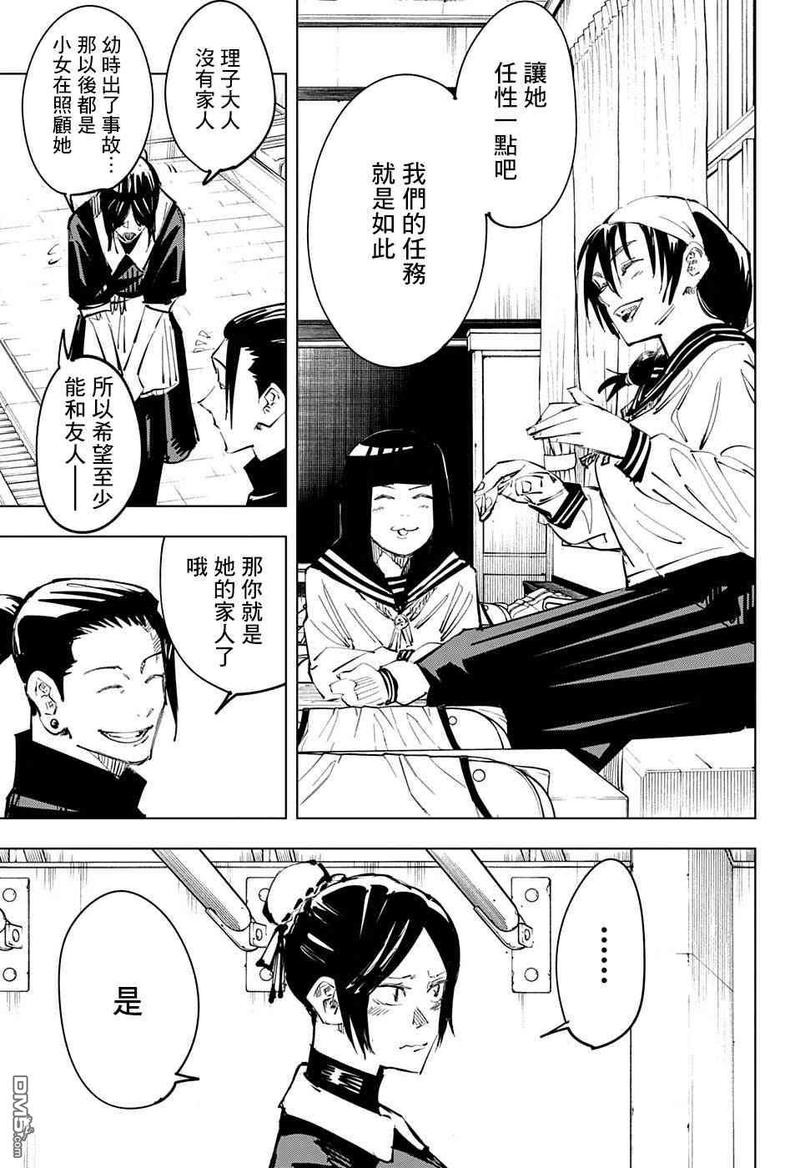 讓她
任性一點吧
我們的任務
就是如此
理子大人
沒有家人
幼時出了事故…
那以後都是
小女在照顧她
所以希望至少
能和友人——
那你就是
她的家人了
哦
……
是
DM5.com